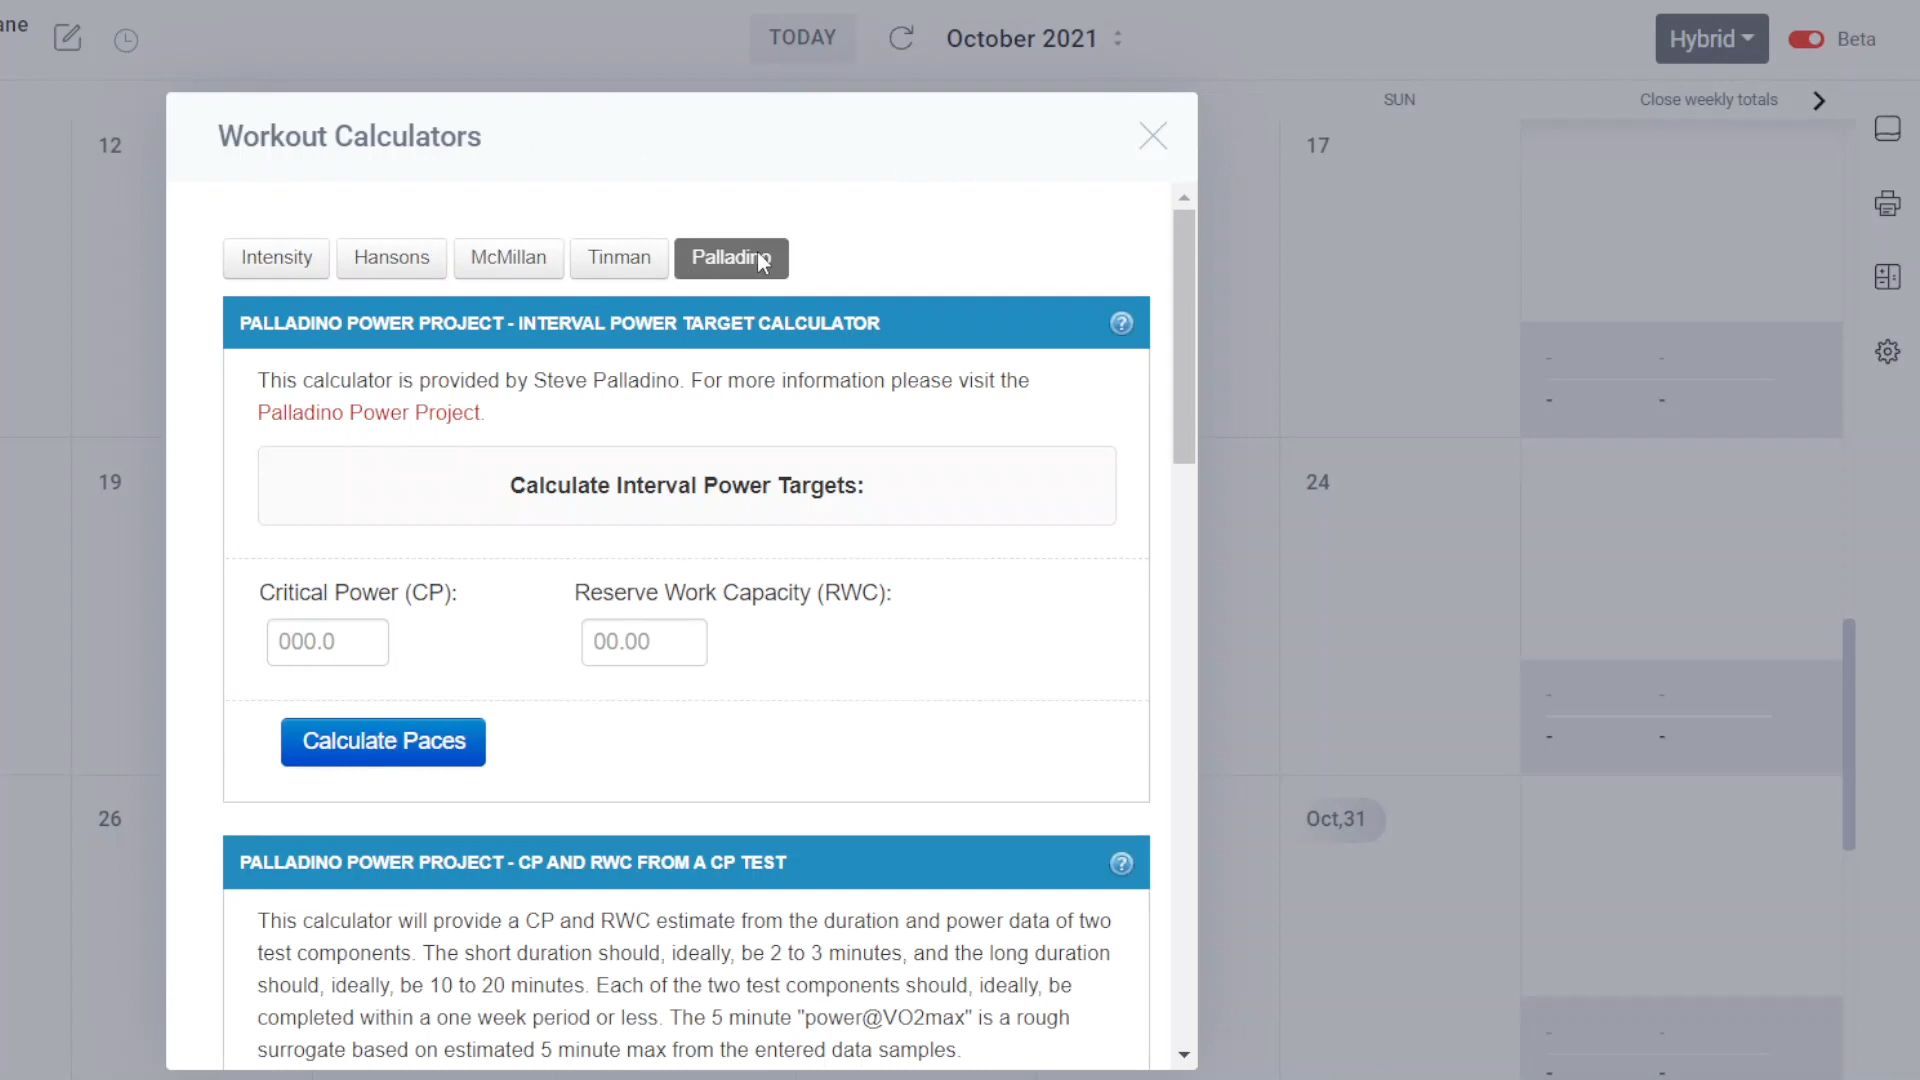 ane
TODAY
October 2021
Hybrid
Beta
SUN
Close weekly totals
12
17
Workout Calculators
Intensity
Hansons
McMillan
Tinman
Palladino
PALLADINO POWER PROJECT - INTERVAL POWER TARGET CALCULATOR
This calculator is provided by Steve Palladino. For more information please visit the
Palladino Power Project.
Calculate Interval Power Targets:
19
24
Critical Power (CP):
Reserve Work Capacity (RWC):
000.0
00.00
Calculate Paces
26
Oct,31
PALLADINO POWER PROJECT - CP AND RWC FROM A CP TEST
This calculator will provide a CP and RWC estimate from the duration and power data of two
test components. The short duration should, ideally, be 2 to 3 minutes, and the long duration
should, ideally, be 10 to 20 minutes. Each of the two test components should, ideally, be
completed within a one week period or less. The 5 minute "power@VO2max" is a rough
surrogate based on estimated 5 minute max from the entered data samples.